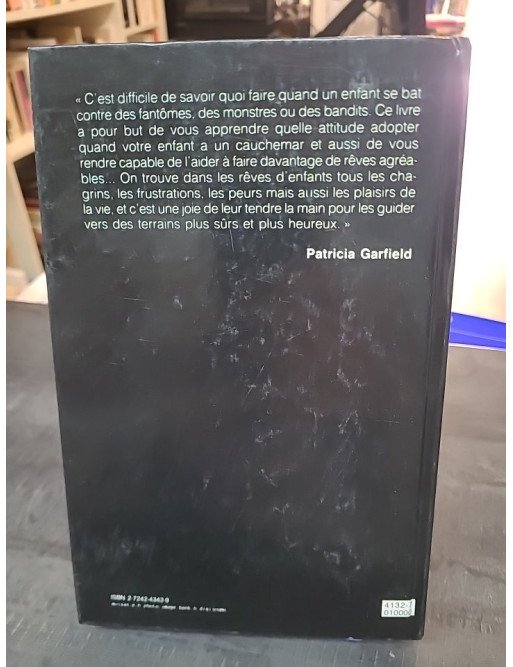 « C'est difficile de savoir quoi faire quand un enfant se bat
contre des fantômes, des monstres ou des bandits. Ce livre
a pour but de vous apprendre quelle attitude adopter
quand votre enfant a un cauchemar et aussi de vous
rendre capable de l'aider à faire davantage de rêves agréa-
bles... On trouve dans les rêves d'enfants tous les cha-
grins, les frustrations, les peurs mais aussi les plaisirs de
la vie, et c'est une joie de leur tendre la main pour les guider
vers des terrains plus sûrs et plus heureux. »
Patricia Garfield
ISBN 2-7242-4343-9
4132-
01000